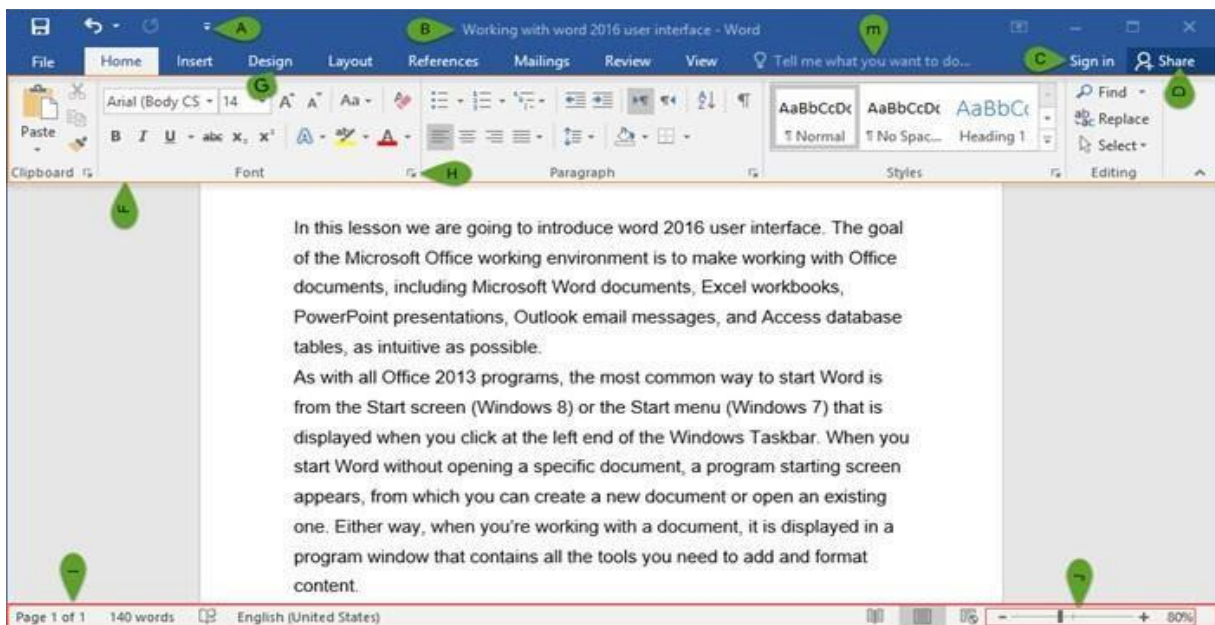 A B Working with word 2016 user interface - Word
File Home Insert Design Layout References Mailings Review View Tell me what you want to do... E C Sign in Share D
G
Paste Arial (Body CS 14 A A Aa AaBbCcDc AaBbCcDc AaBbCc Find
B I U abc x₂ x² A ab A ¶ Normal ¶ No Spac... Heading 1 Replace
Select
Clipboard Font H Paragraph Styles Editing
F
In this lesson we are going to introduce word 2016 user interface. The goal
of the Microsoft Office working environment is to make working with Office
documents, including Microsoft Word documents, Excel workbooks,
PowerPoint presentations, Outlook email messages, and Access database
tables, as intuitive as possible.
As with all Office 2013 programs, the most common way to start Word is
from the Start screen (Windows 8) or the Start menu (Windows 7) that is
displayed when you click at the left end of the Windows Taskbar. When you
start Word without opening a specific document, a program starting screen
appears, from which you can create a new document or open an existing
one. Either way, when you're working with a document, it is displayed in a
program window that contains all the tools you need to add and format
content.
I J
Page 1 of 1 140 words English (United States) 80%